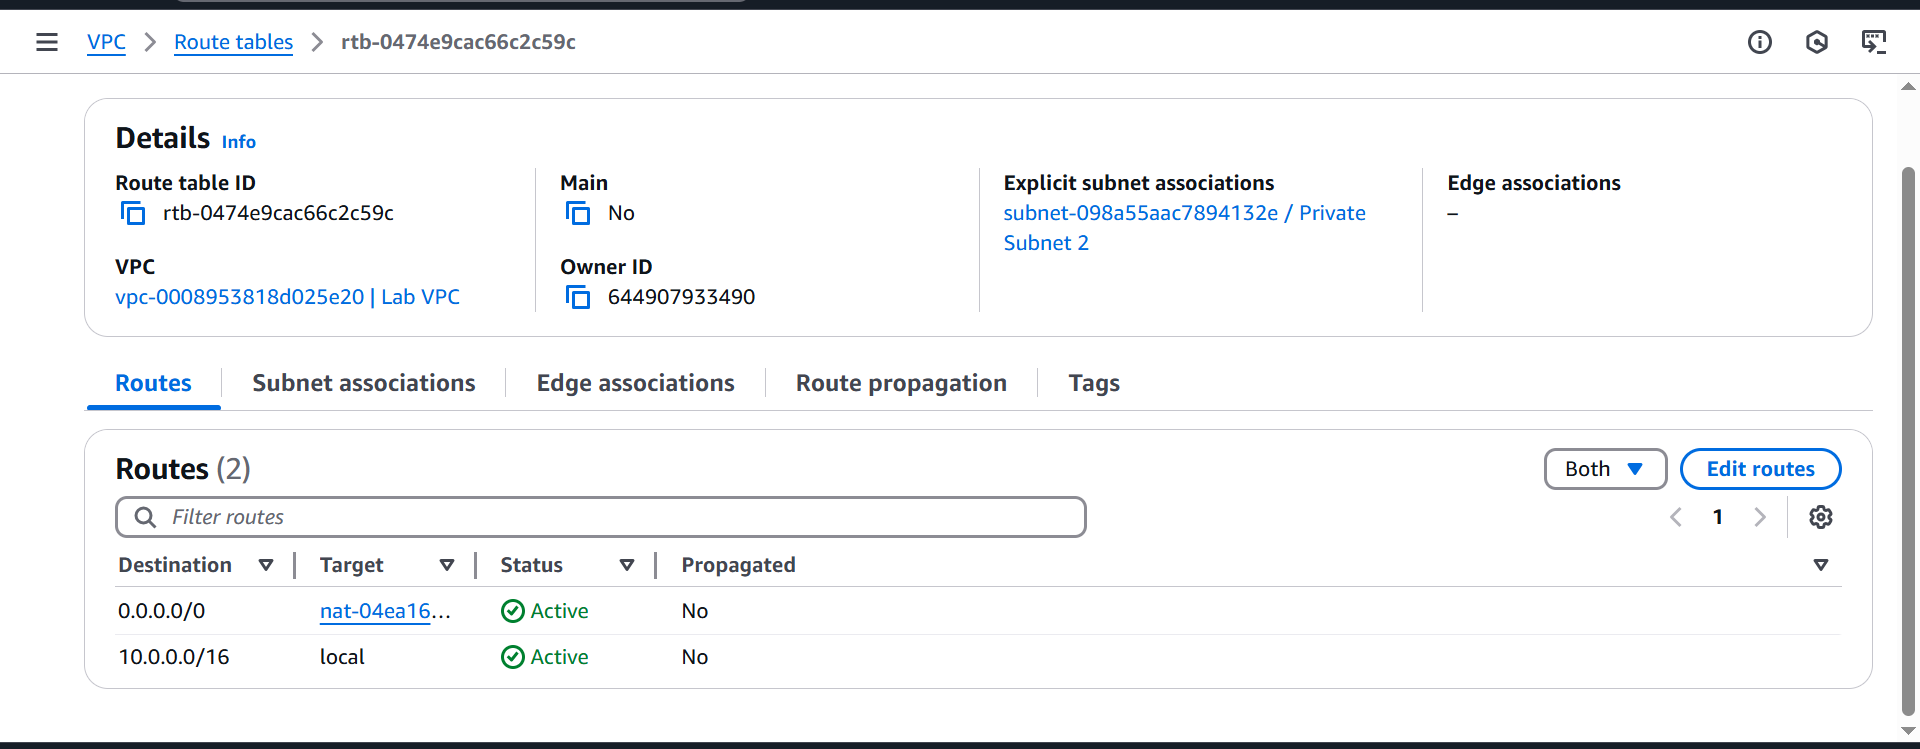 VPC > Route tables > rtb-0474e9cac66c2c59c
Details Info
Route table ID
rtb-0474e9cac66c2c59c
Main
No
Explicit subnet associations
subnet-098a55aac7894132e / Private
Subnet 2
Edge associations
–
VPC
vpc-0008953818d025e20 | Lab VPC
Owner ID
644907933490
Routes Subnet associations Edge associations Route propagation Tags
Routes (2)
Both Edit routes
Filter routes
1
Destination Target Status Propagated
0.0.0.0/0 nat-04ea16... Active No
10.0.0.0/16 local Active No